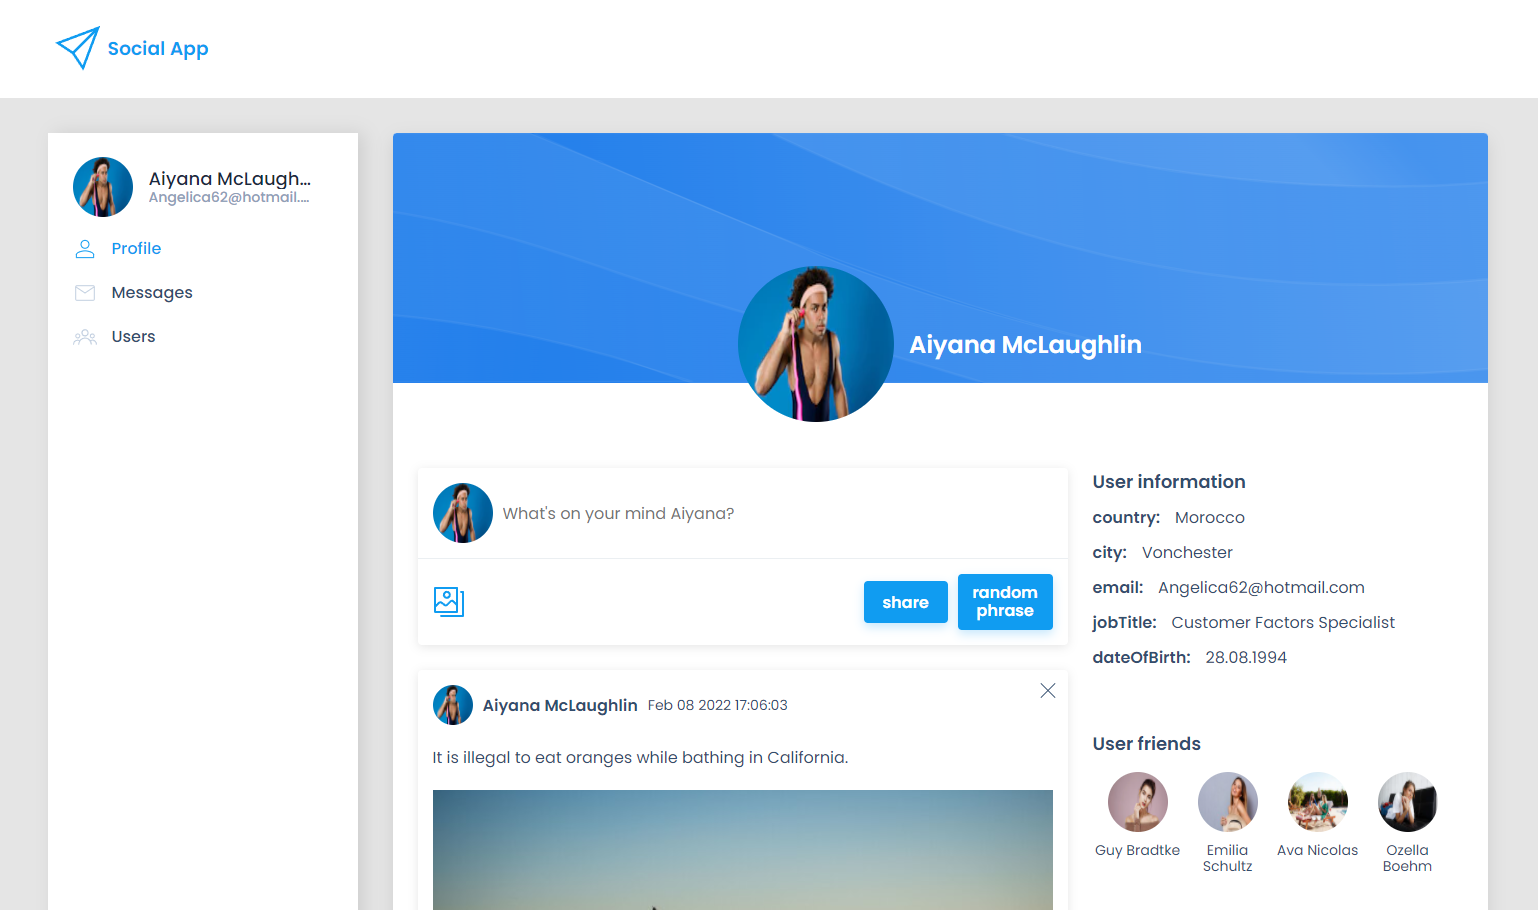 Social App
Aiyana McLaugh...
Angelica62@hotmail....
Profile
Messages
Users
Aiyana McLaughlin
What's on your mind Aiyana?
share
random
phrase
Aiyana McLaughlin Feb 08 2022 17:06:03
It is illegal to eat oranges while bathing in California.
User information
country: Morocco
city: Vonchester
email: Angelica62@hotmail.com
jobTitle: Customer Factors Specialist
dateOfBirth: 28.08.1994
User friends
Guy Bradtke
Emilia
Schultz
Ava Nicolas
Ozella
Boehm